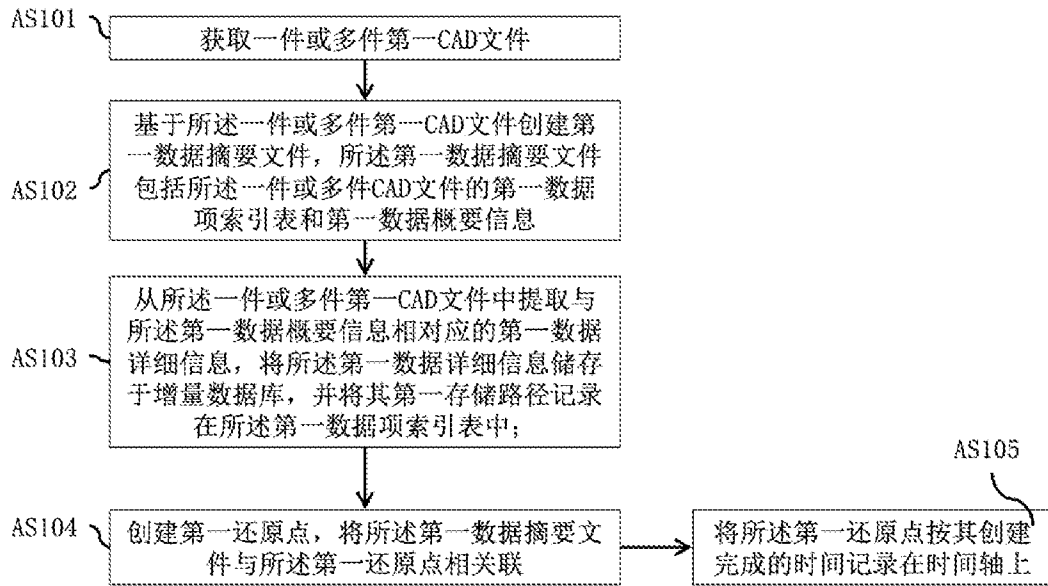 AS101
获取一件或多件第一CAD文件
AS102
基于所述一件或多件第一CAD文件创建第
一数据摘要文件，所述第一数据摘要文件
包括所述一件或多件CAD文件的第一数据
项索引表和第一数据概要信息
AS103
从所述一件或多件第一CAD文件中提取与
所述第一数据概要信息相对应的第一数据
详细信息，将所述第一数据详细信息储存
于增量数据库，并将其第一存储路径记录
在所述第一数据项索引表中;
AS104
创建第一还原点，将所述第一数据摘要文
件与所述第一还原点相关联
AS105
将所述第一还原点按其创建
完成的时间记录在时间轴上